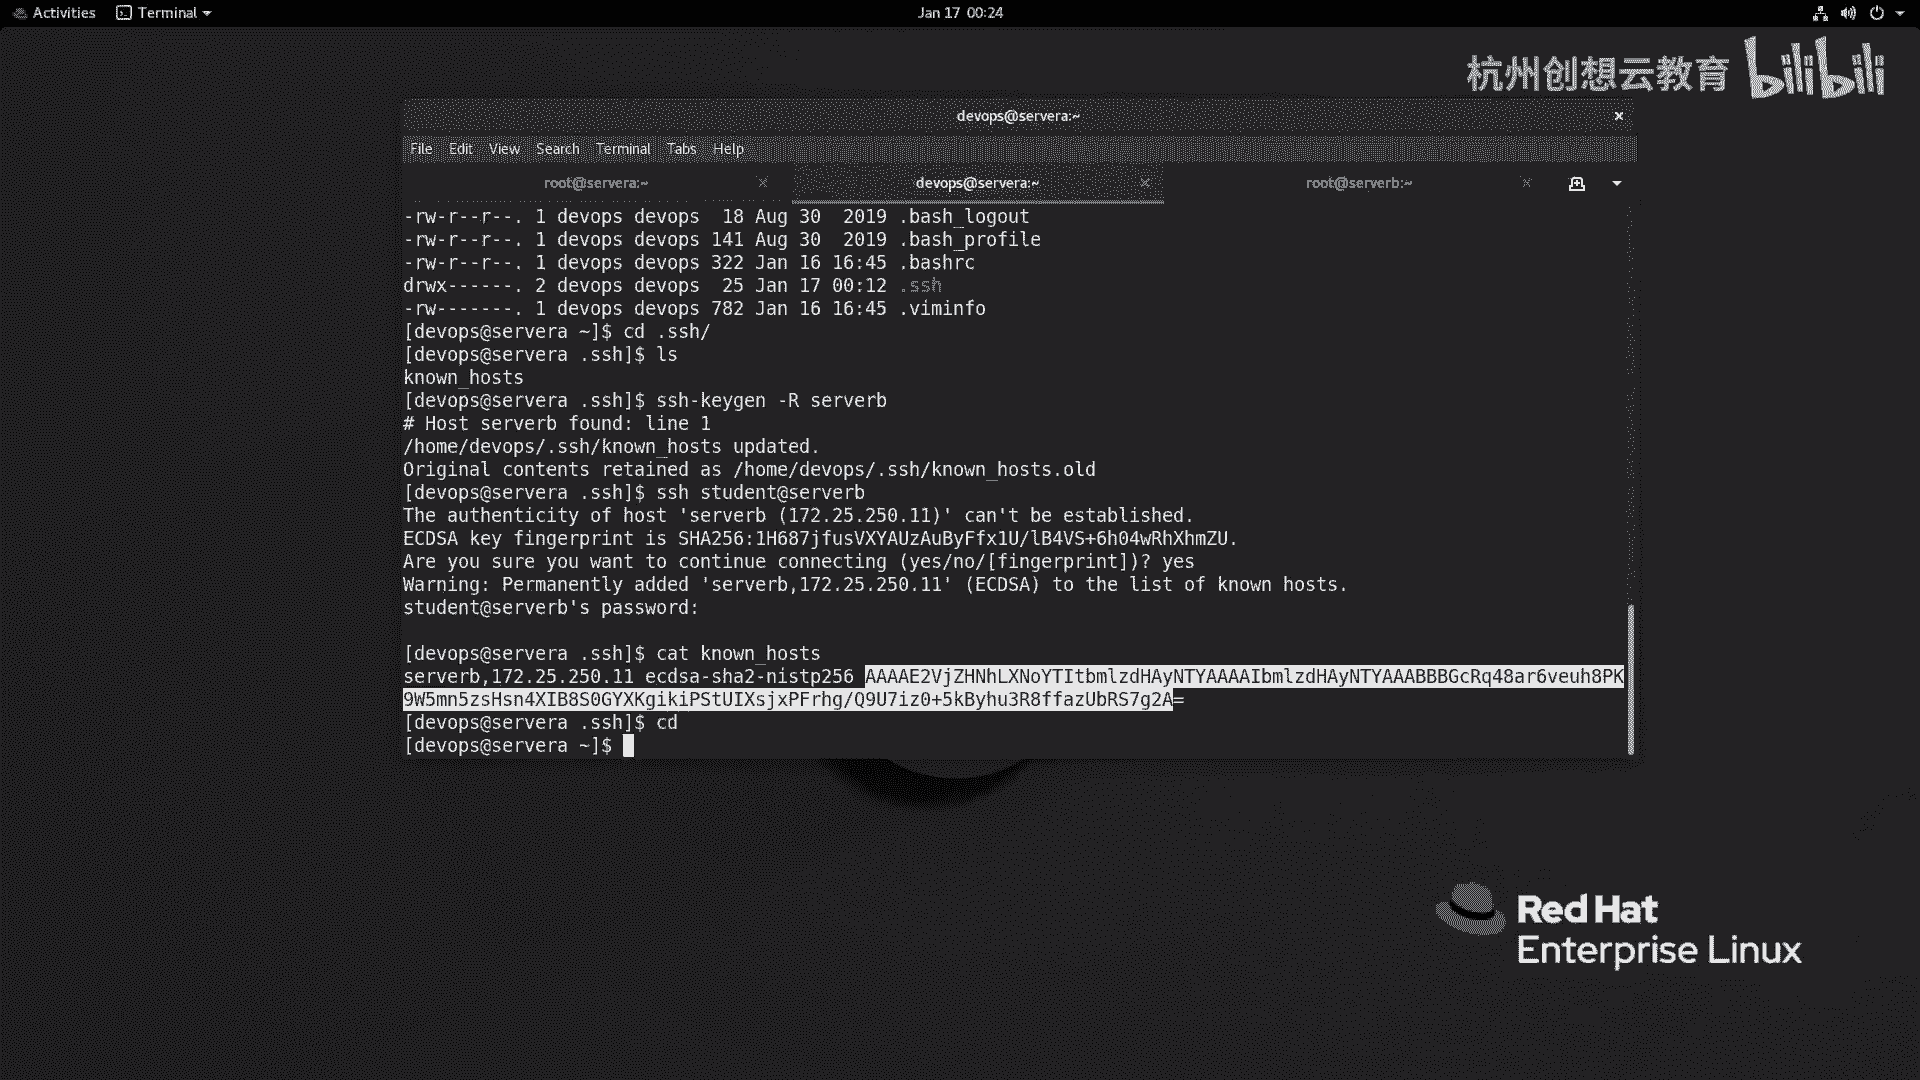 Activities Terminal Jan 17 00:24
杭州创想云教育 bilibili
devops@servera:~
File Edit View Search Terminal Tabs Help
root@servera:~ devops@servera:~ root@serverb:~
-rw-r--r--. 1 devops devops  18 Aug 30  2019 .bash_logout
-rw-r--r--. 1 devops devops 141 Aug 30  2019 .bash_profile
-rw-r--r--. 1 devops devops 322 Jan 16 16:45 .bashrc
drwx------. 2 devops devops  25 Jan 17 00:12 .ssh
-rw-------. 1 devops devops 782 Jan 16 16:45 .viminfo
[devops@servera ~]$ cd .ssh/
[devops@servera .ssh]$ ls
known_hosts
[devops@servera .ssh]$ ssh-keygen -R serverb
# Host serverb found: line 1
/home/devops/.ssh/known_hosts updated.
Original contents retained as /home/devops/.ssh/known_hosts.old
[devops@servera .ssh]$ ssh student@serverb
The authenticity of host 'serverb (172.25.250.11)' can't be established.
ECDSA key fingerprint is SHA256:1H687jfusVXYAUzAuByFfx1U/lB4VS+6h04wRhXhmZU.
Are you sure you want to continue connecting (yes/no/[fingerprint])? yes
Warning: Permanently added 'serverb,172.25.250.11' (ECDSA) to the list of known hosts.
student@serverb's password:
[devops@servera .ssh]$ cat known_hosts
serverb,172.25.250.11 ecdsa-sha2-nistp256 AAAAE2VjZHNhLXNoYTItbmlzdHAyNTYAAAAIbmlzdHAyNTYAAABBBGcRq48ar6veuh8PK
9W5mn5zsHsn4XIB8S0GYXKgikiPStUIXsjxPFrhg/Q9U7iz0+5kByhu3R8ffazUbRS7g2A=
[devops@servera .ssh]$ cd
[devops@servera ~]$
Red Hat
Enterprise Linux